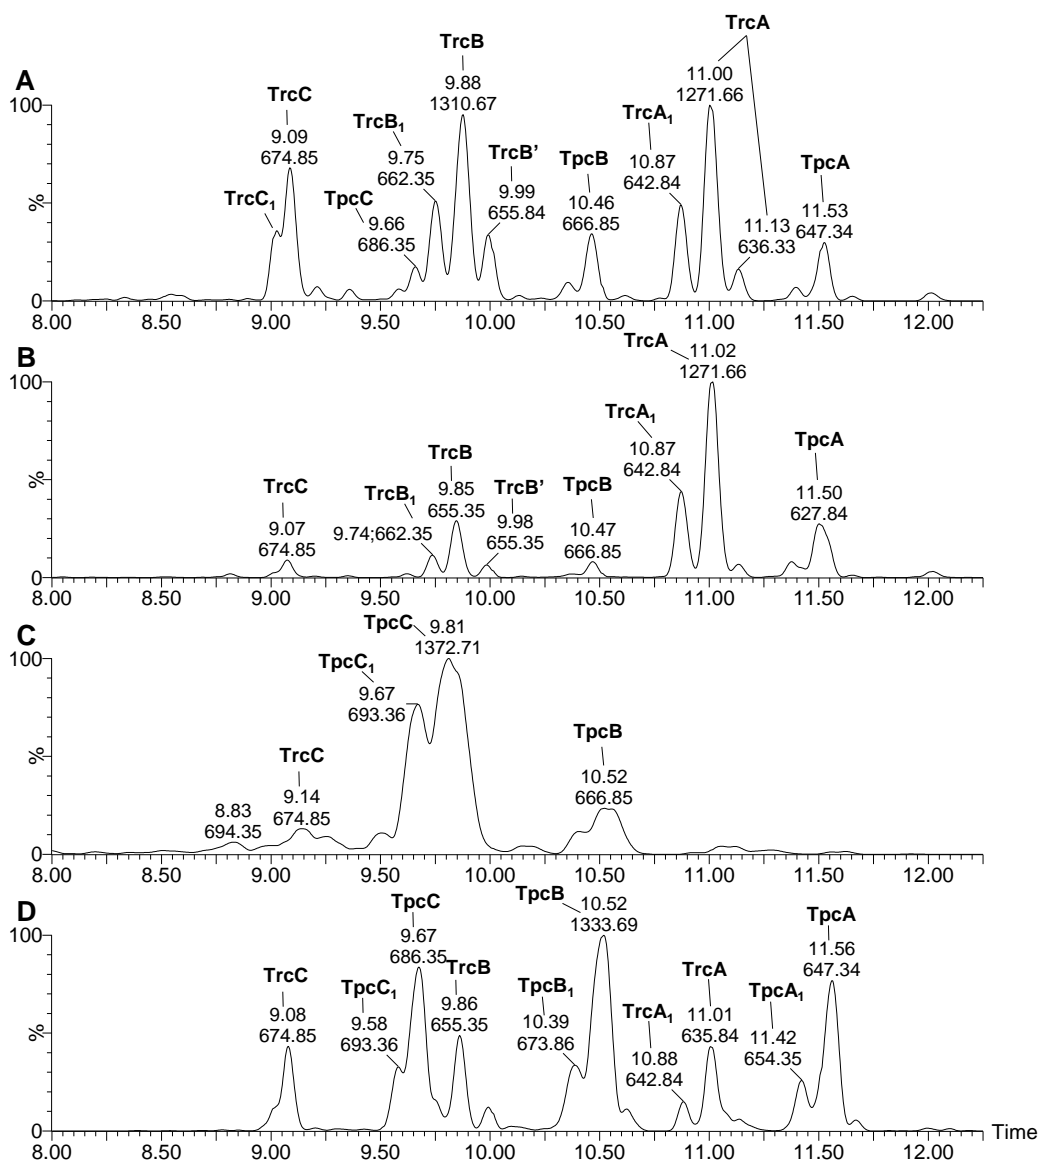 A
TrcA
TrcB
9.88
1310.67
11.00
1271.66
TrcC
9.09
674.85
TrcB1
9.75
662.35
TrcA1
10.87
642.84
TrcB’
9.99
655.84
TpcB
10.46
666.85
TpcA
11.53
647.34
TrcC1
TpcC
9.66
686.35
11.13
636.33
100
%
0
8.00 8.50 9.00 9.50 10.00 10.50 11.00 11.50 12.00
B
TrcA
11.02
1271.66
TrcA1
10.87
642.84
TpcA
11.50
627.84
TrcB
9.85
655.35
TrcC
9.07
674.85
TrcB1
9.74;662.35
TrcB’
9.98
655.35
TpcB
10.47
666.85
100
%
0
8.00 8.50 9.00 9.50 10.00 10.50 11.00 11.50 12.00
C
TpcC
9.81
1372.71
TpcC1
9.67
693.36
TpcB
10.52
666.85
TrcC
9.14
674.85
8.83
694.35
100
%
0
8.00 8.50 9.00 9.50 10.00 10.50 11.00 11.50 12.00
D
TpcC
9.67
686.35
TpcB
10.52
1333.69
TpcA
11.56
647.34
TrcC
9.08
674.85
TpcC1
9.58
693.36
TrcB
9.86
655.35
TpcB1
10.39
673.86
TrcA1
10.88
642.84
TrcA
11.01
635.84
TpcA1
11.42
654.35
100
%
0
8.00 8.50 9.00 9.50 10.00 10.50 11.00 11.50 12.00
Time